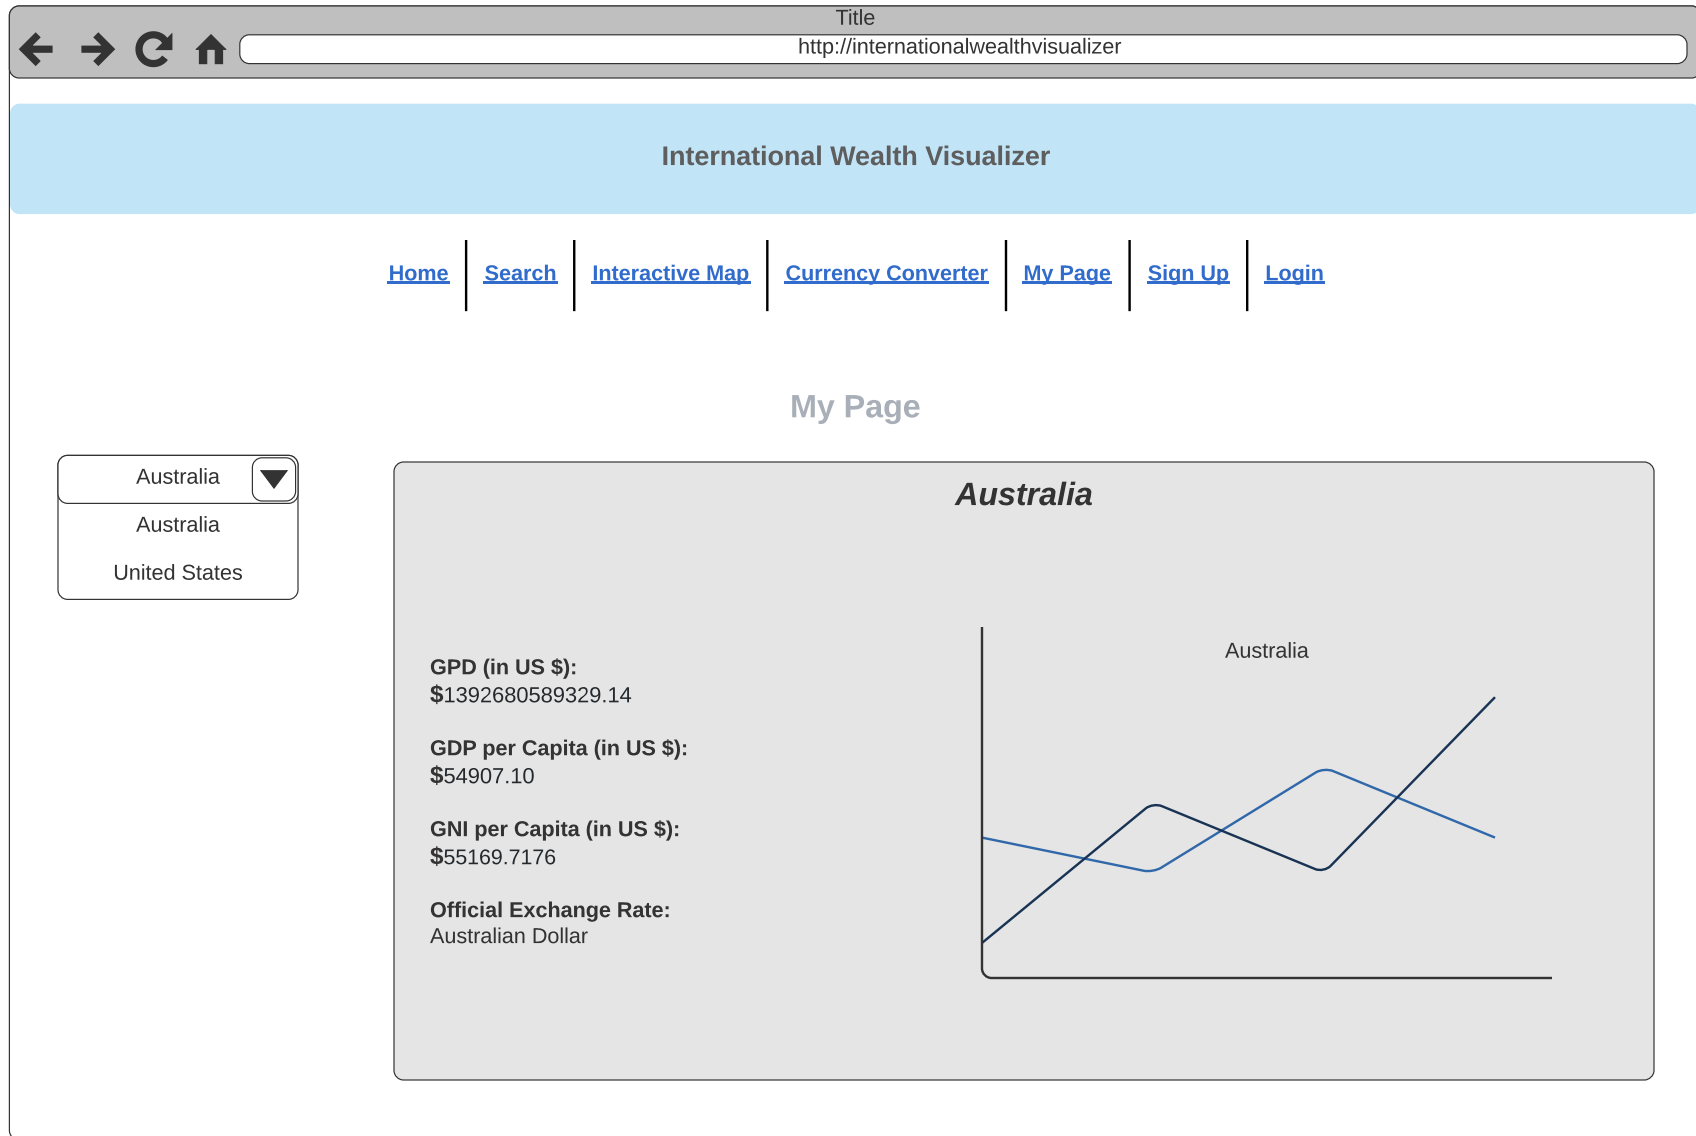 Title
http://internationalwealthvisualizer
International Wealth Visualizer
Home Search Interactive Map Currency Converter My Page Sign Up Login
My Page
Australia
Australia
United States
Australia
GPD (in US $):
$1392680589329.14
GDP per Capita (in US $):
$54907.10
GNI per Capita (in US $):
$55169.7176
Official Exchange Rate:
Australian Dollar
Australia